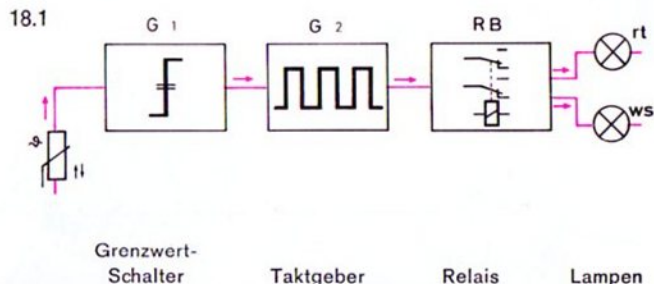 18.1
G 1
G 2
RB
rt
ws
ϑ
Grenzwert-
Schalter
Taktgeber
Relais
Lampen